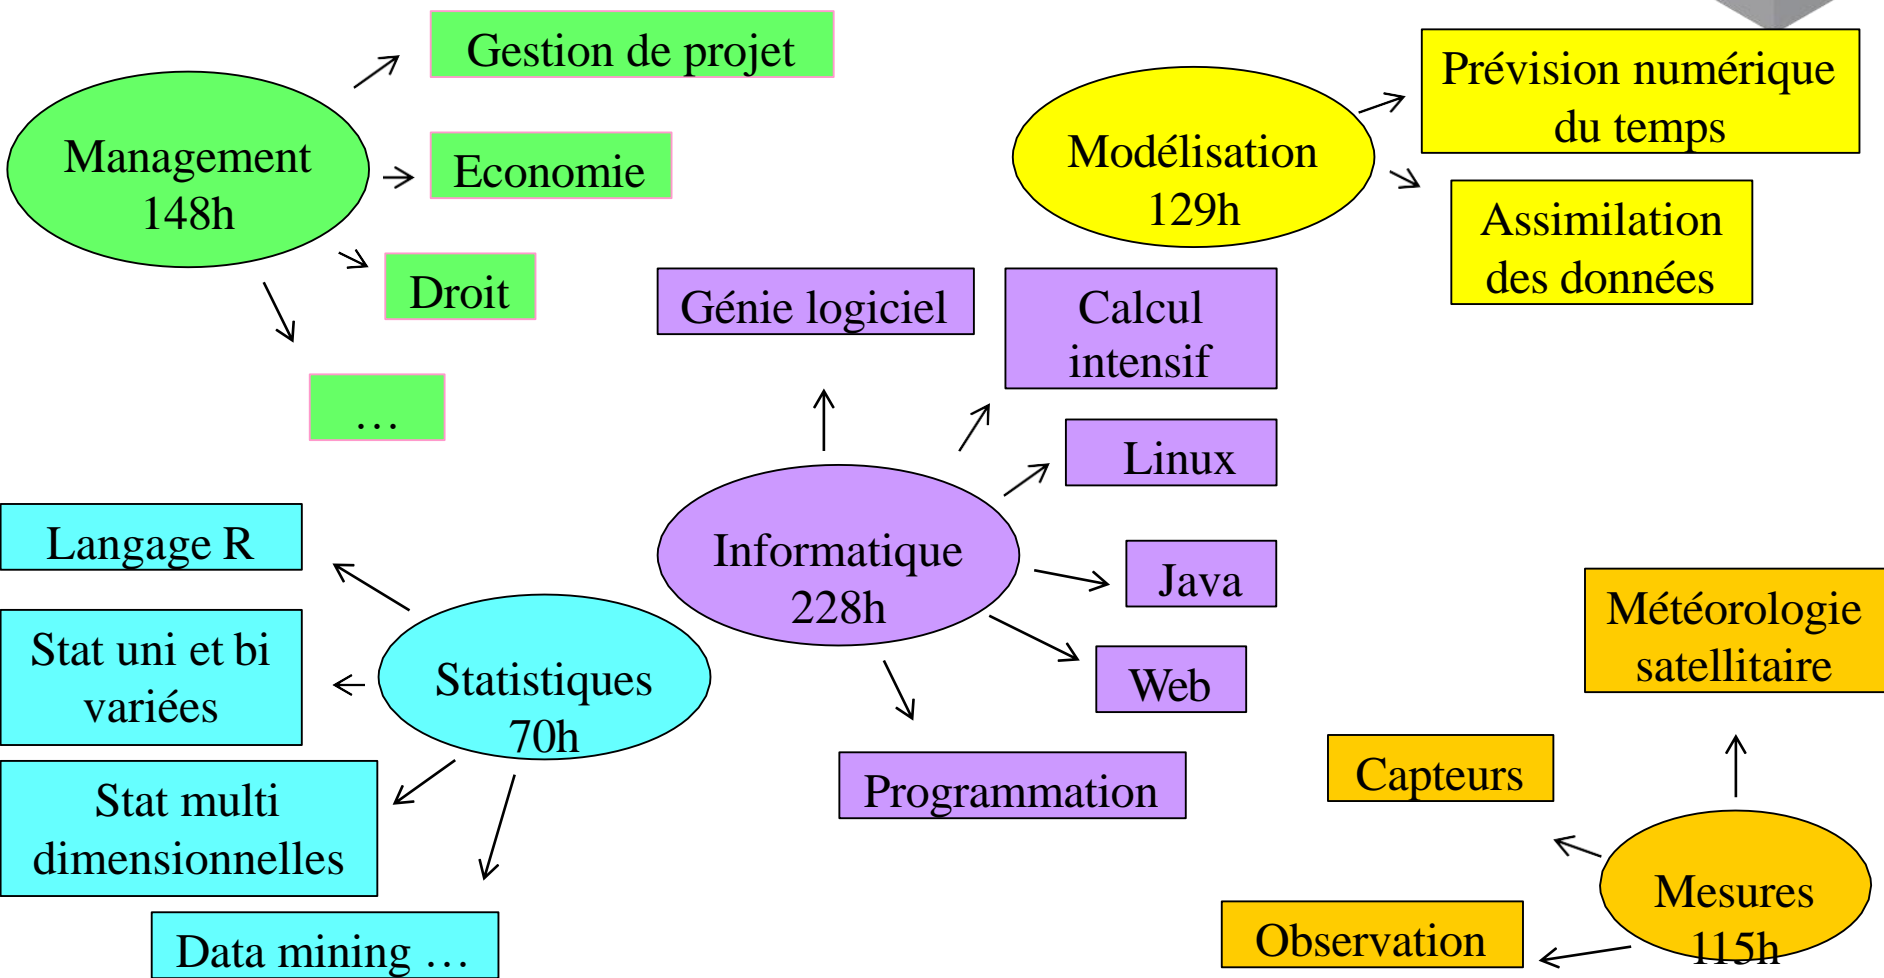 Gestion de projet
Management
148h
Economie
Droit
…
Modélisation
129h
Prévision numérique
du temps
Assimilation
des données
Génie logiciel
Calcul
intensif
Linux
Informatique
228h
Java
Web
Programmation
Langage R
Stat uni et bi
variées
Statistiques
70h
Stat multi
dimensionnelles
Data mining …
Météorologie
satellitaire
Capteurs
Mesures
115h
Observation